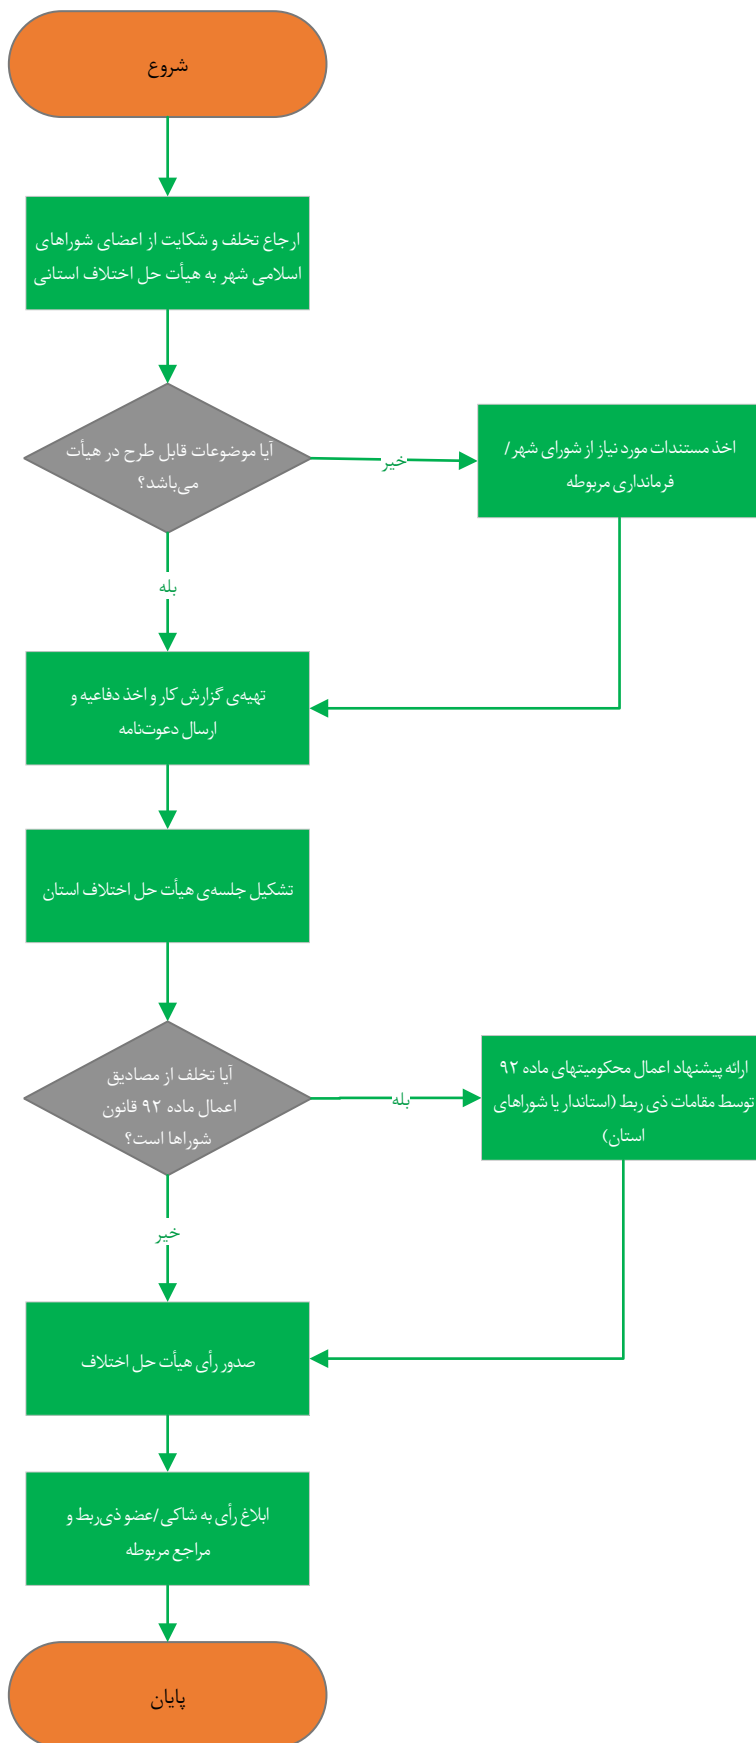 شروع
ارجاع تخلف و شکایت از اعضای شوراهای
اسلامی شهر به هیأت حل اختلاف استانی
آیا موضوعات قابل طرح در هیأت
می‌باشد؟
خیر
اخذ مستندات مورد نیاز از شورای شهر/
فرمانداری مربوطه
بله
تهیه‌ی گزارش کار و اخذ دفاعیه و
ارسال دعوت‌نامه
تشکیل جلسه‌ی هیأت حل اختلاف استان
آیا تخلف از مصادیق
اعمال ماده ۹۲ قانون
شوراها است؟
بله
ارائه پیشنهاد اعمال محکومیتهای ماده ۹۲
توسط مقامات ذی ربط (استاندار یا شوراهای
استان)
خیر
صدور رأی هیأت حل اختلاف
ابلاغ رأی به شاکی/عضو ذی‌ربط و
مراجع مربوطه
پایان